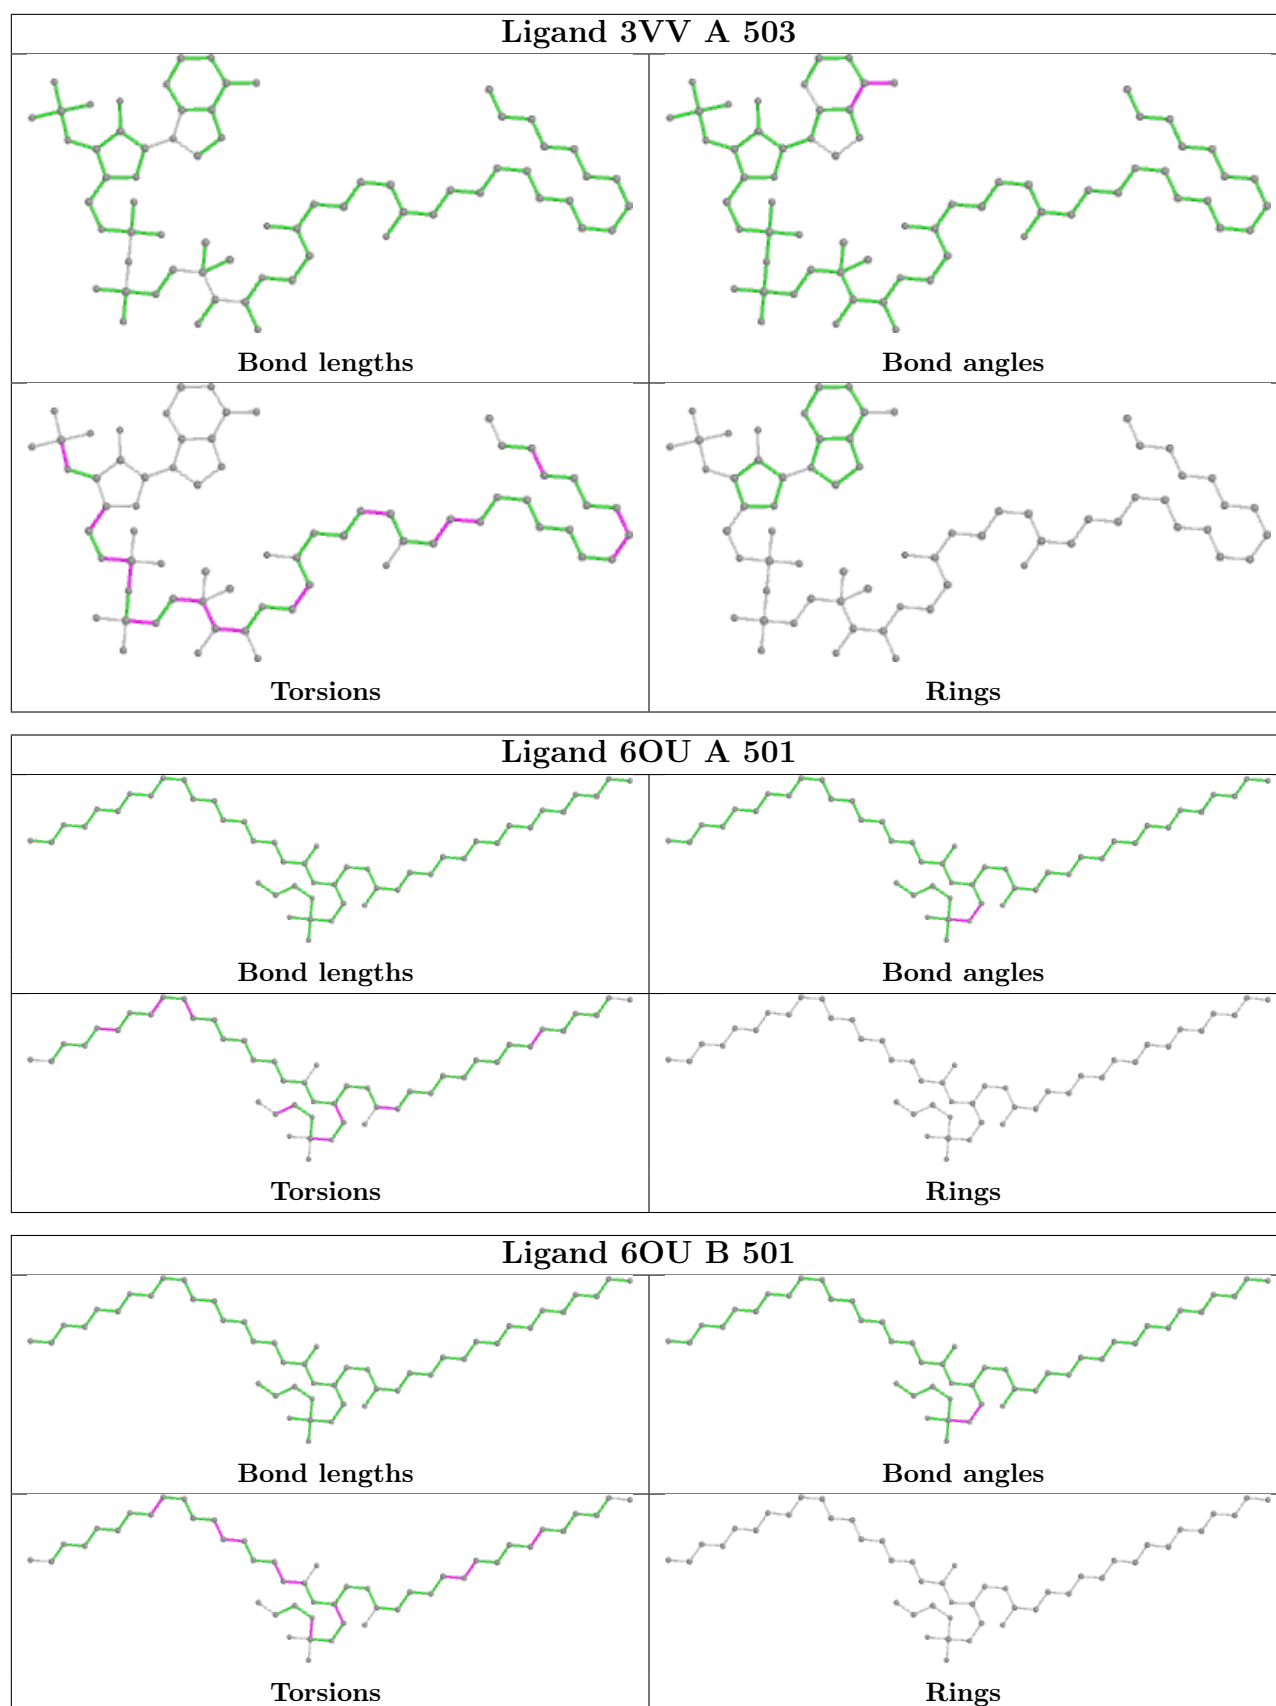 Ligand 3VV A 503
Bond lengths
Bond angles
Torsions
Rings
Ligand 6OU A 501
Bond lengths
Bond angles
Torsions
Rings
Ligand 6OU B 501
Bond lengths
Bond angles
Torsions
Rings